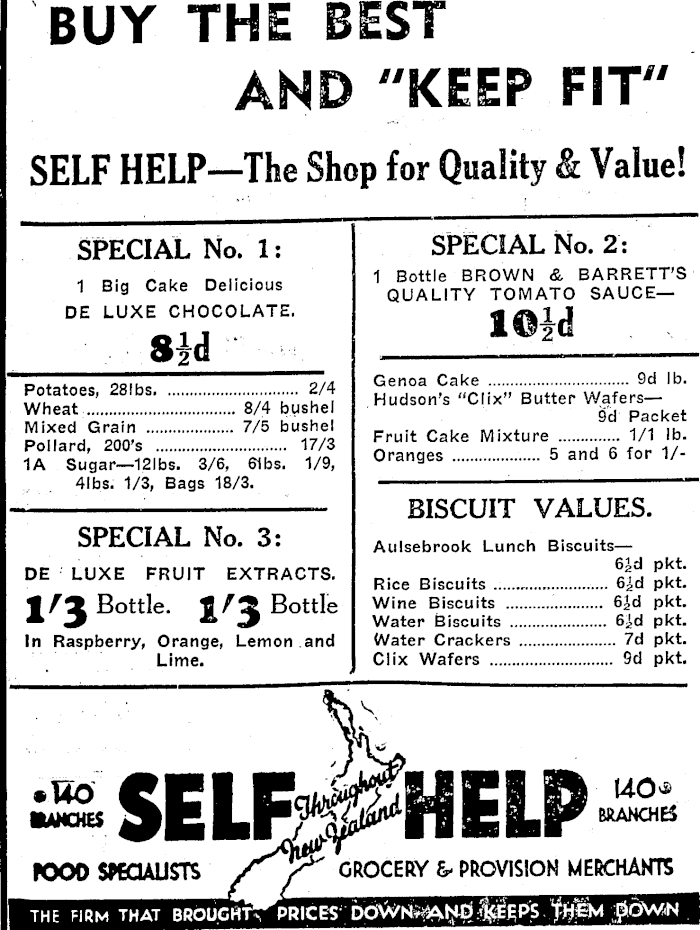 BUY THE BEST
AND "KEEP FIT"
SELF HELP—The Shop for Quality & Value!
SPECIAL No. 1:
1 Big Cake Delicious
DE LUXE CHOCOLATE.
8½d
Potatoes, 28lbs. .............................. 2/4
Wheat .................................. 8/4 bushel
Mixed Grain .................... 7/5 bushel
Pollard, 200's .............................. 17/3
1A Sugar—12lbs. 3/6, 6lbs. 1/9,
4lbs. 1/3, Bags 18/3.
SPECIAL No. 3:
DE LUXE FRUIT EXTRACTS.
1/3 Bottle. 1/3 Bottle
In Raspberry, Orange, Lemon and
Lime.
SPECIAL No. 2:
1 Bottle BROWN & BARRETT'S
QUALITY TOMATO SAUCE—
10½d
Genoa Cake ................................ 9d lb.
Hudson's "Clix" Butter Wafers—
9d Packet
Fruit Cake Mixture .............. 1/1 lb.
Oranges .................... 5 and 6 for 1/-
BISCUIT VALUES.
Aulsebrook Lunch Biscuits—
6½d pkt.
Rice Biscuits .......................... 6½d pkt.
Wine Biscuits ...................... 6½d pkt.
Water Biscuits ...................... 6½d pkt.
Water Crackers ...................... 7d pkt.
Clix Wafers ............................ 9d pkt.
140 BRANCHES
SELF HELP
Throughout
New Zealand
140 BRANCHES
FOOD SPECIALISTS
GROCERY & PROVISION MERCHANTS
THE FIRM THAT BROUGHT PRICES DOWN AND KEEPS THEM DOWN